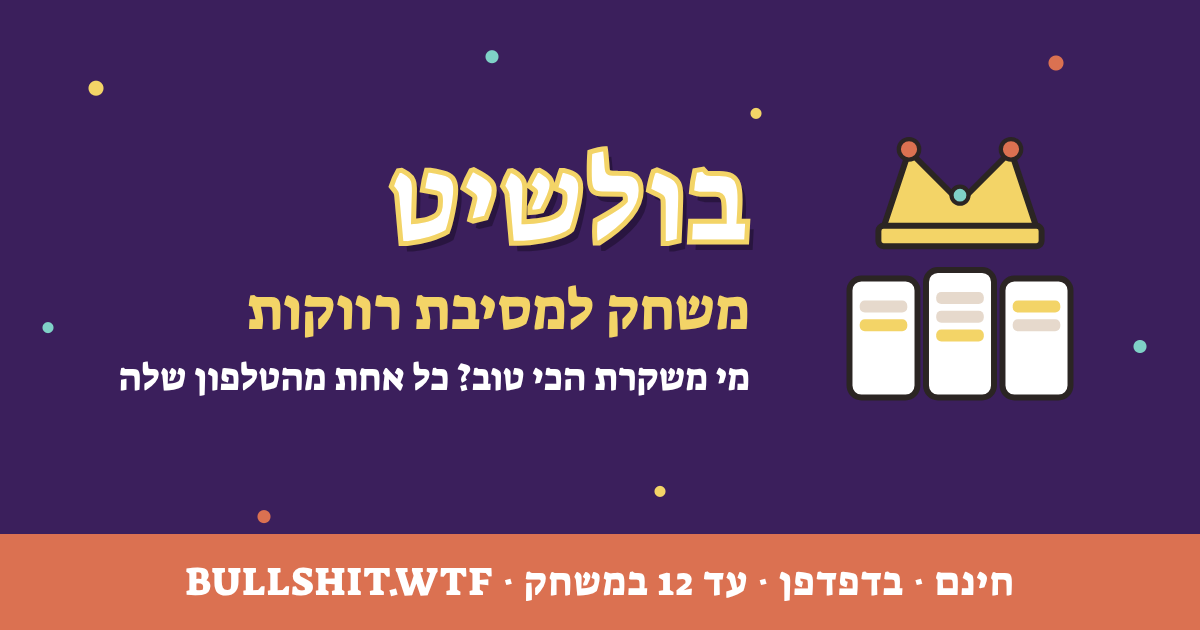 בולשיט
משחק למסיבת רווקות
מי משקרת הכי טוב? כל אחת מהטלפון שלה
חינם · בדפדפן · עד 12 במשחק · BULLSHIT.WTF